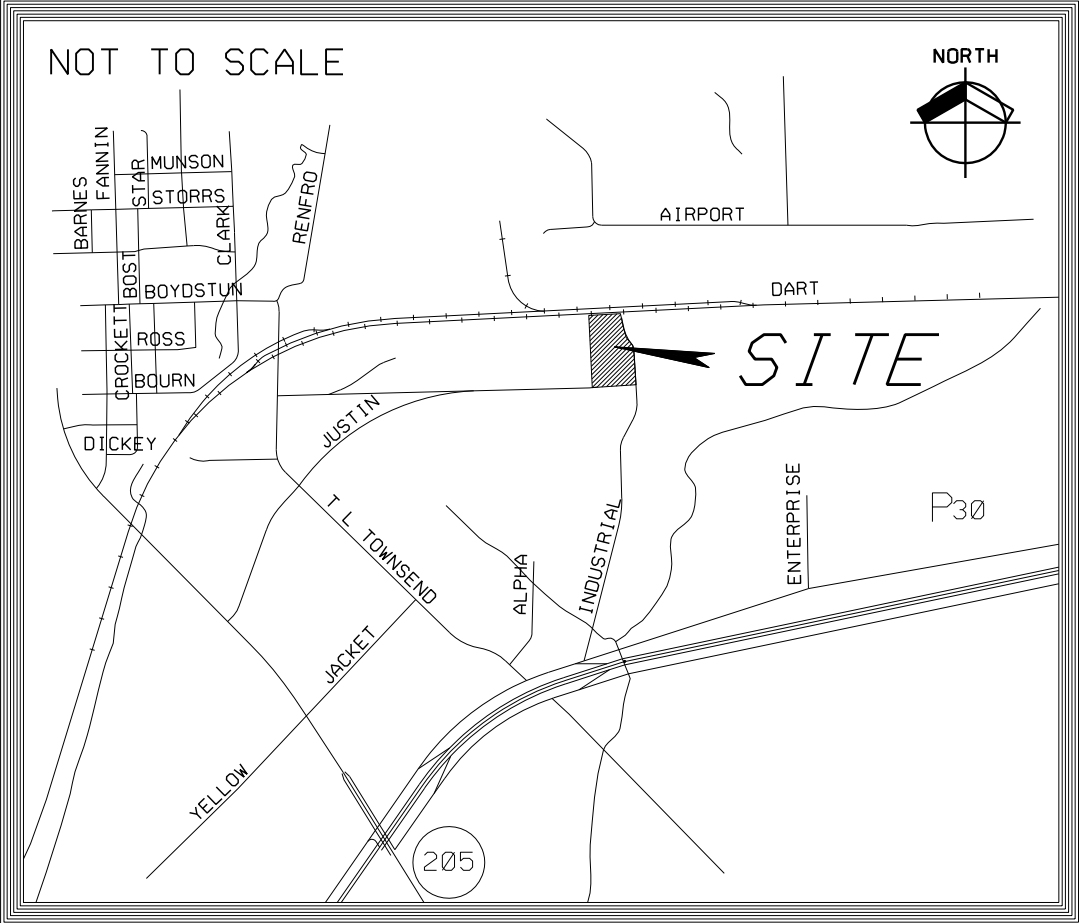 NOT TO SCALE
NORTH
FANNIN
STAR
MUNSON
BARNES
STORRS
CLARK
RENFRO
AIRPORT
BOST
BOYDSTUN
DART
CROCKETT
ROSS
BOURN
SITE
JUSTIN
DICKEY
T L TOWNSEND
ALPHA
INDUSTRIAL
ENTERPRISE
P30
JACKET
YELLOW
205